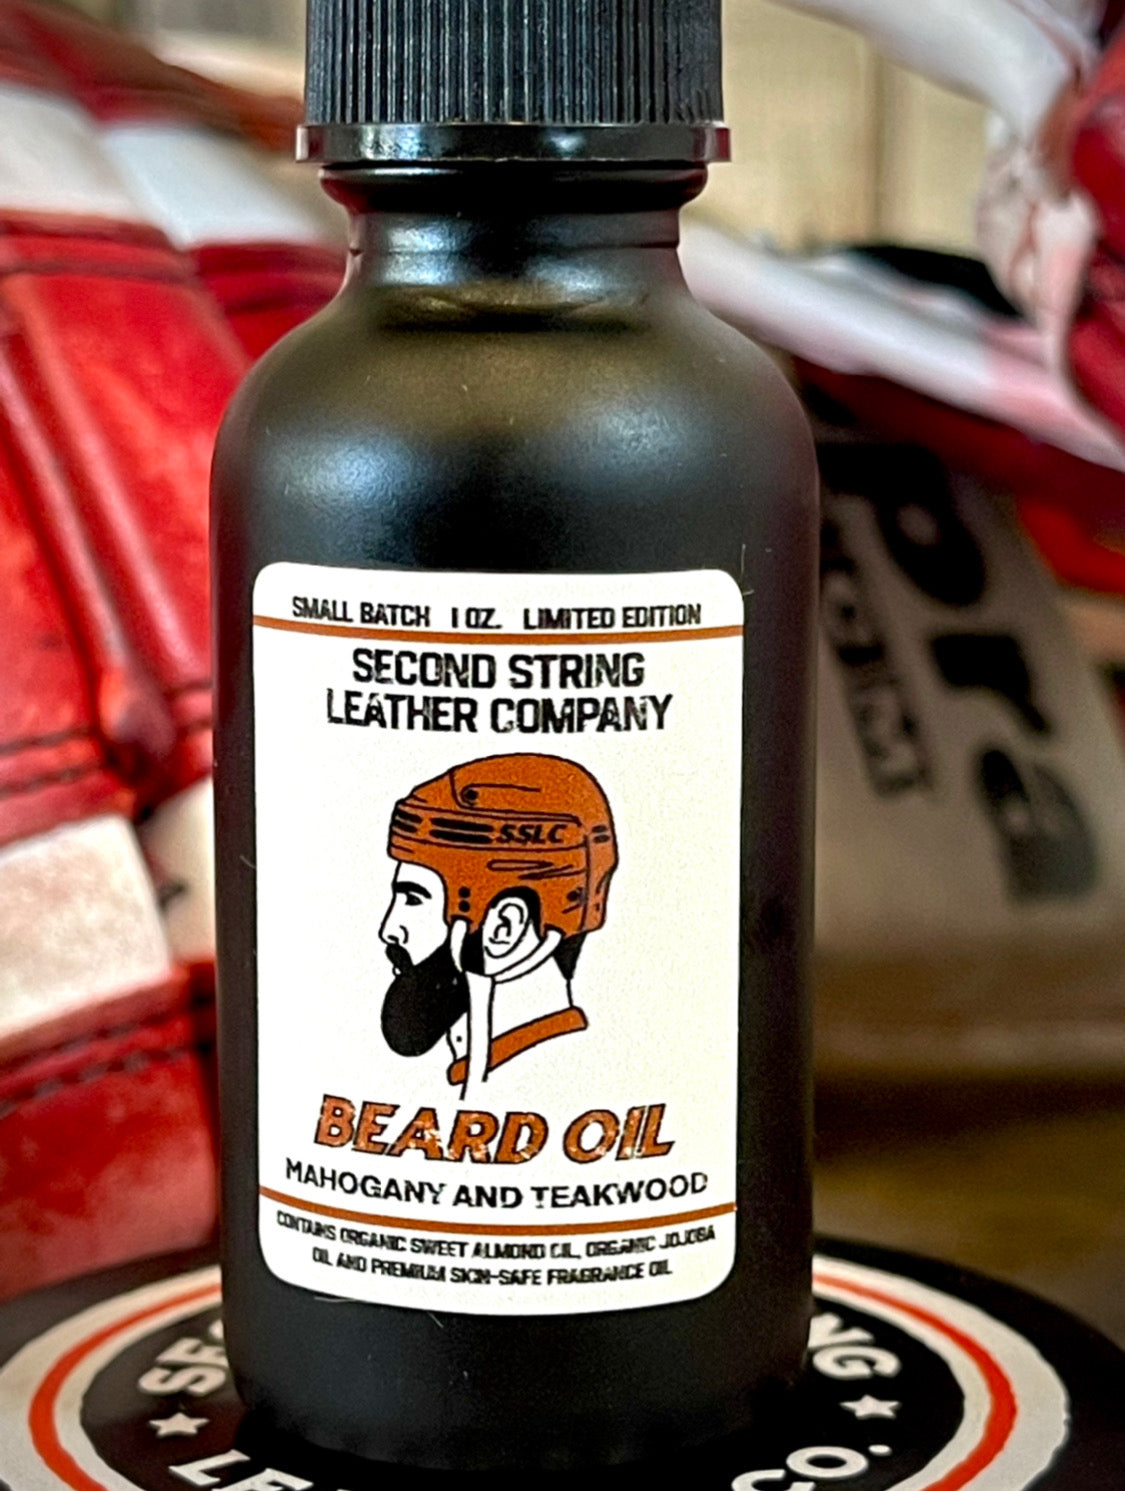 SMALL BATCH 1 OZ. LIMITED EDITION
SECOND STRING
LEATHER COMPANY
SSLC
BEARD OIL
MAHOGANY AND TEAKWOOD
CONTAINS ORGANIC SWEET ALMOND OIL, ORGANIC JOJOBA
OIL AND PREMIUM SKIN-SAFE FRAGRANCE OIL
CO.